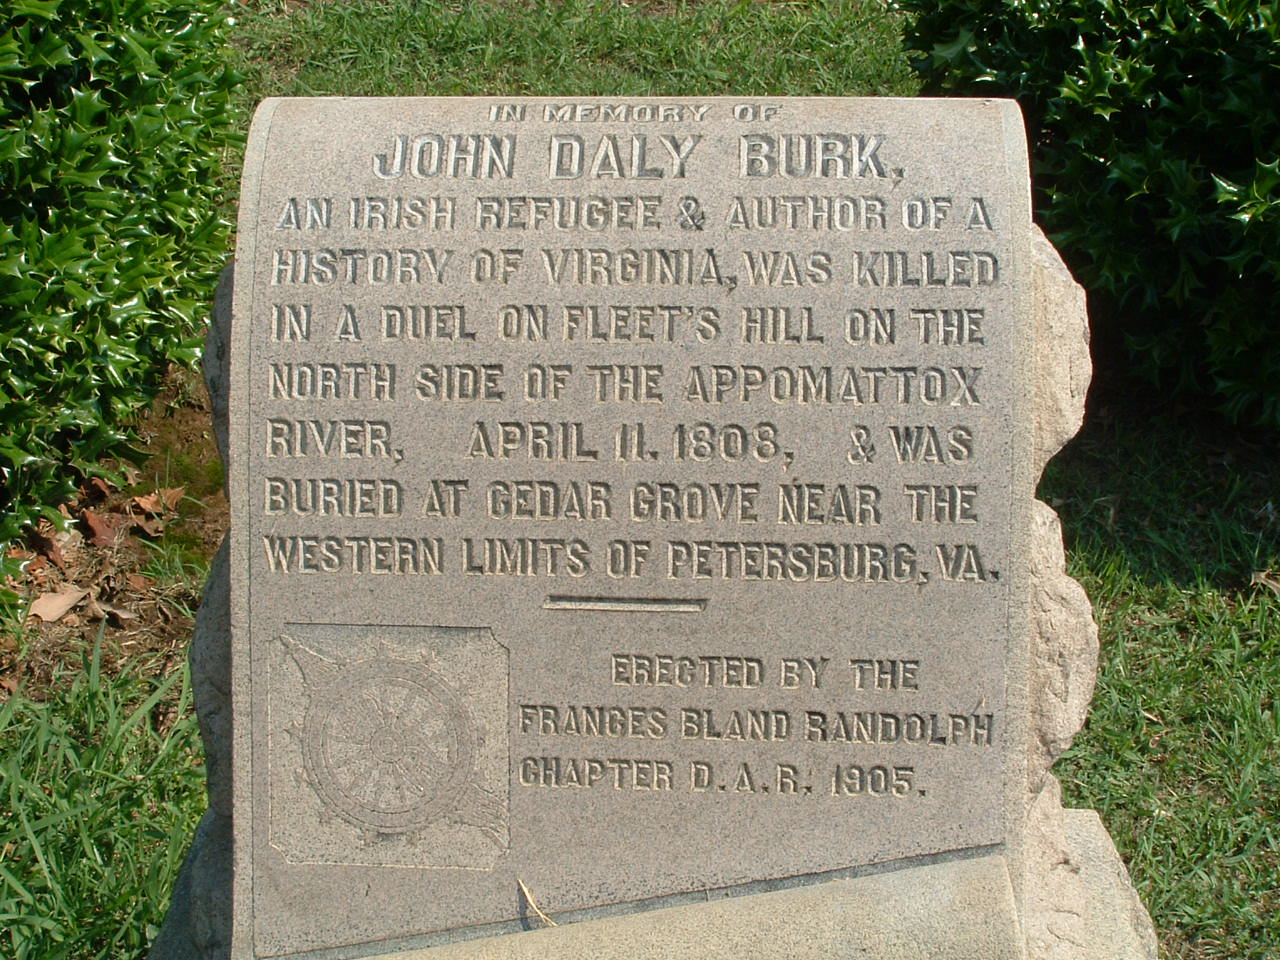 IN MEMORY OF
JOHN DALY BURK,
AN IRISH REFUGEE & AUTHOR OF A
HISTORY OF VIRGINIA, WAS KILLED
IN A DUEL ON FLEET'S HILL ON THE
NORTH SIDE OF THE APPOMATTOX
RIVER, APRIL 11. 1808, & WAS
BURIED AT CEDAR GROVE NEAR THE
WESTERN LIMITS OF PETERSBURG, VA.
ERECTED BY THE
FRANCES BLAND RANDOLPH
CHAPTER D.A.R. 1905.